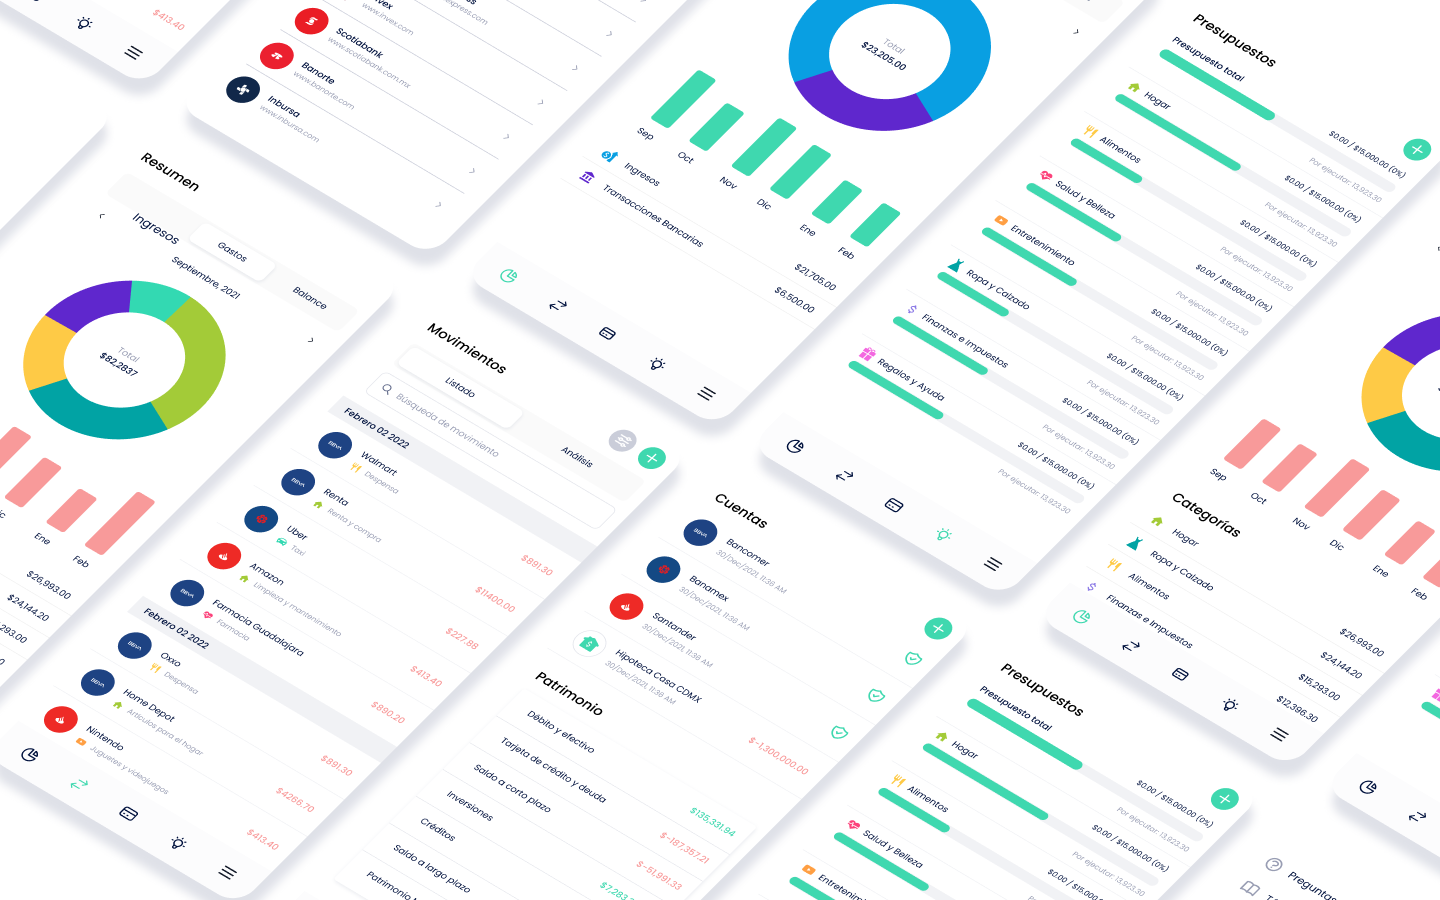 $413.40
Invex
www.invex.com
Scotiabank
www.scotiabank.com.mx
Banorte
www.banorte.com
Inbursa
www.inbursa.com
Resumen
Ingresos
Gastos
Balance
Septiembre, 2021
Total
$82,2837
Ene
Feb
$26,993.00
$24,144.20
Total
$23,205.00
Sep
Oct
Nov
Dic
Ene
Feb
Ingresos
$21,705.00
Transacciones Bancarias
$6,500.00
Movimientos
Listado
Análisis
Búsqueda de movimiento
Febrero 02 2022
BBVA
Walmart
Despensa
$891.30
BBVA
Renta
Renta y compra
$11400.00
Uber
Taxi
$227.88
Amazon
Limpieza y mantenimiento
$413.40
BBVA
Farmacia Guadalajara
Farmacia
$890.20
Febrero 02 2022
BBVA
Oxxo
Despensa
$891.30
BBVA
Home Depot
Artículos para el hogar
$4266.70
Nintendo
Juguetes y videojuegos
$413.40
Presupuestos
Presupuesto total
$0.00 / $15,000.00 (0%)
Por ejecutar: 13,923.30
Hogar
$0.00 / $15,000.00 (0%)
Por ejecutar: 13,923.30
Alimentos
$0.00 / $15,000.00 (0%)
Por ejecutar: 13,923.30
Salud y Belleza
$0.00 / $15,000.00 (0%)
Por ejecutar: 13,923.30
Entretenimiento
$0.00 / $15,000.00 (0%)
Por ejecutar: 13,923.30
Ropa y Calzado
$0.00 / $15,000.00 (0%)
Por ejecutar: 13,923.30
Finanzas e Impuestos
$0.00 / $15,000.00 (0%)
Por ejecutar: 13,923.30
Regalos y Ayuda
$0.00 / $15,000.00 (0%)
Por ejecutar: 13,923.30
Cuentas
BBVA
Bancomer
30/Dec/2021, 11:38 AM
Banamex
30/Dec/2021, 11:38 AM
Santander
30/Dec/2021, 11:38 AM
Hipoteca Casa CDMX
30/Dec/2021, 11:38 AM
$-1,300,000.00
Patrimonio
Débito y efectivo
$135,331.94
Tarjeta de crédito y deuda
$-187,357.21
Saldo a corto plazo
$-51,991.33
Inversiones
$7,283
Créditos
Saldo a largo plazo
Patrimonio
Sep
Oct
Nov
Dic
Ene
Feb
Categorías
Hogar
$26,993.00
Ropa y Calzado
$24,144.20
Alimentos
$15,293.00
Finanzas e Impuestos
$12,396.30
Presupuestos
Presupuesto total
$0.00 / $15,000.00 (0%)
Por ejecutar: 13,923.30
Hogar
$0.00 / $15,000.00 (0%)
Por ejecutar: 13,923.30
Alimentos
$0.00 / $15,000.00
Salud y Belleza
Entretenimi
Preguntas